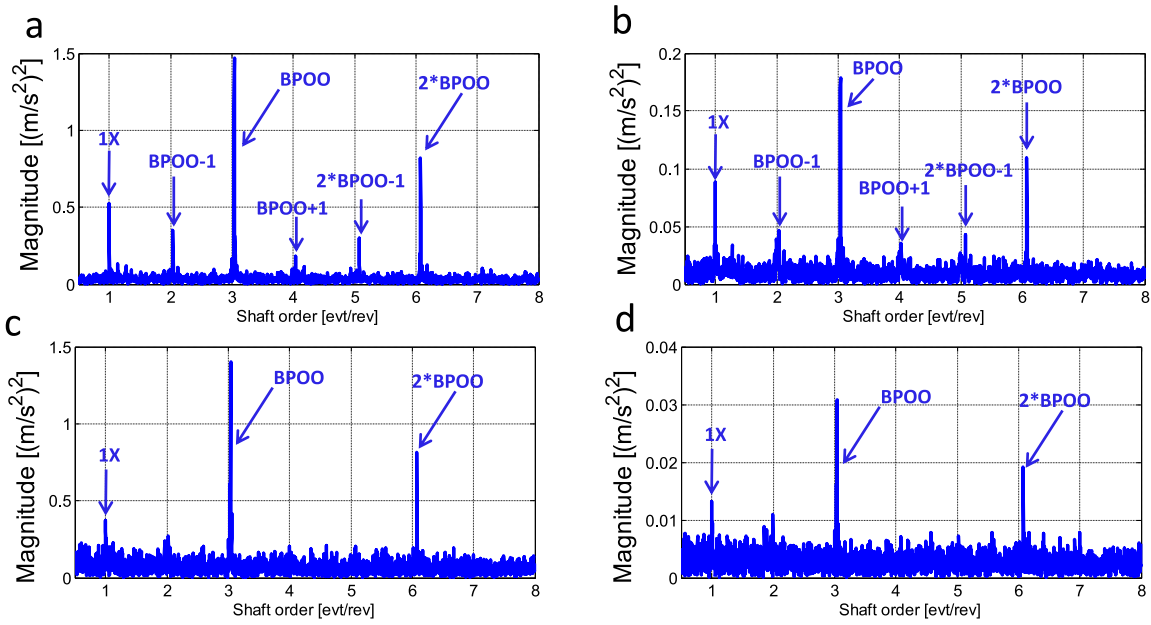 a
Magnitude [(m/s²)²]
1.5
1
0.5
0
1X
BPOO-1
BPOO
BPOO+1
2*BPOO-1
2*BPOO
1 2 3 4 5 6 7 8
Shaft order [evt/rev]
b
Magnitude [(m/s²)²]
0.2
0.15
0.1
0.05
0
1X
BPOO-1
BPOO
BPOO+1
2*BPOO-1
2*BPOO
1 2 3 4 5 6 7 8
Shaft order [evt/rev]
c
Magnitude [(m/s²)²]
1.5
1
0.5
0
1X
BPOO
2*BPOO
1 2 3 4 5 6 7 8
Shaft order [evt/rev]
d
Magnitude [(m/s²)²]
0.04
0.03
0.02
0.01
0
1X
BPOO
2*BPOO
1 2 3 4 5 6 7 8
Shaft order [evt/rev]